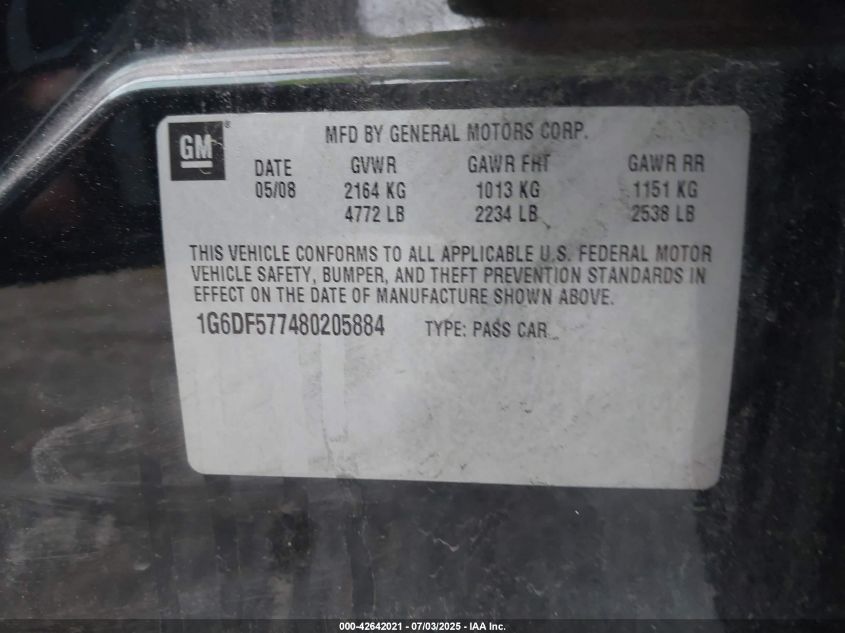 GM®
MFD BY GENERAL MOTORS CORP.
DATE GVWR GAWR FHT GAWR RR
05/08 2164 KG 1013 KG 1151 KG
4772 LB 2234 LB 2538 LB
THIS VEHICLE CONFORMS TO ALL APPLICABLE U.S. FEDERAL MOTOR
VEHICLE SAFETY, BUMPER, AND THEFT PREVENTION STANDARDS IN
EFFECT ON THE DATE OF MANUFACTURE SHOWN ABOVE.
1G6DF577480205884 TYPE: PASS CAR
000-42642021 - 07/03/2025 - IAA Inc.